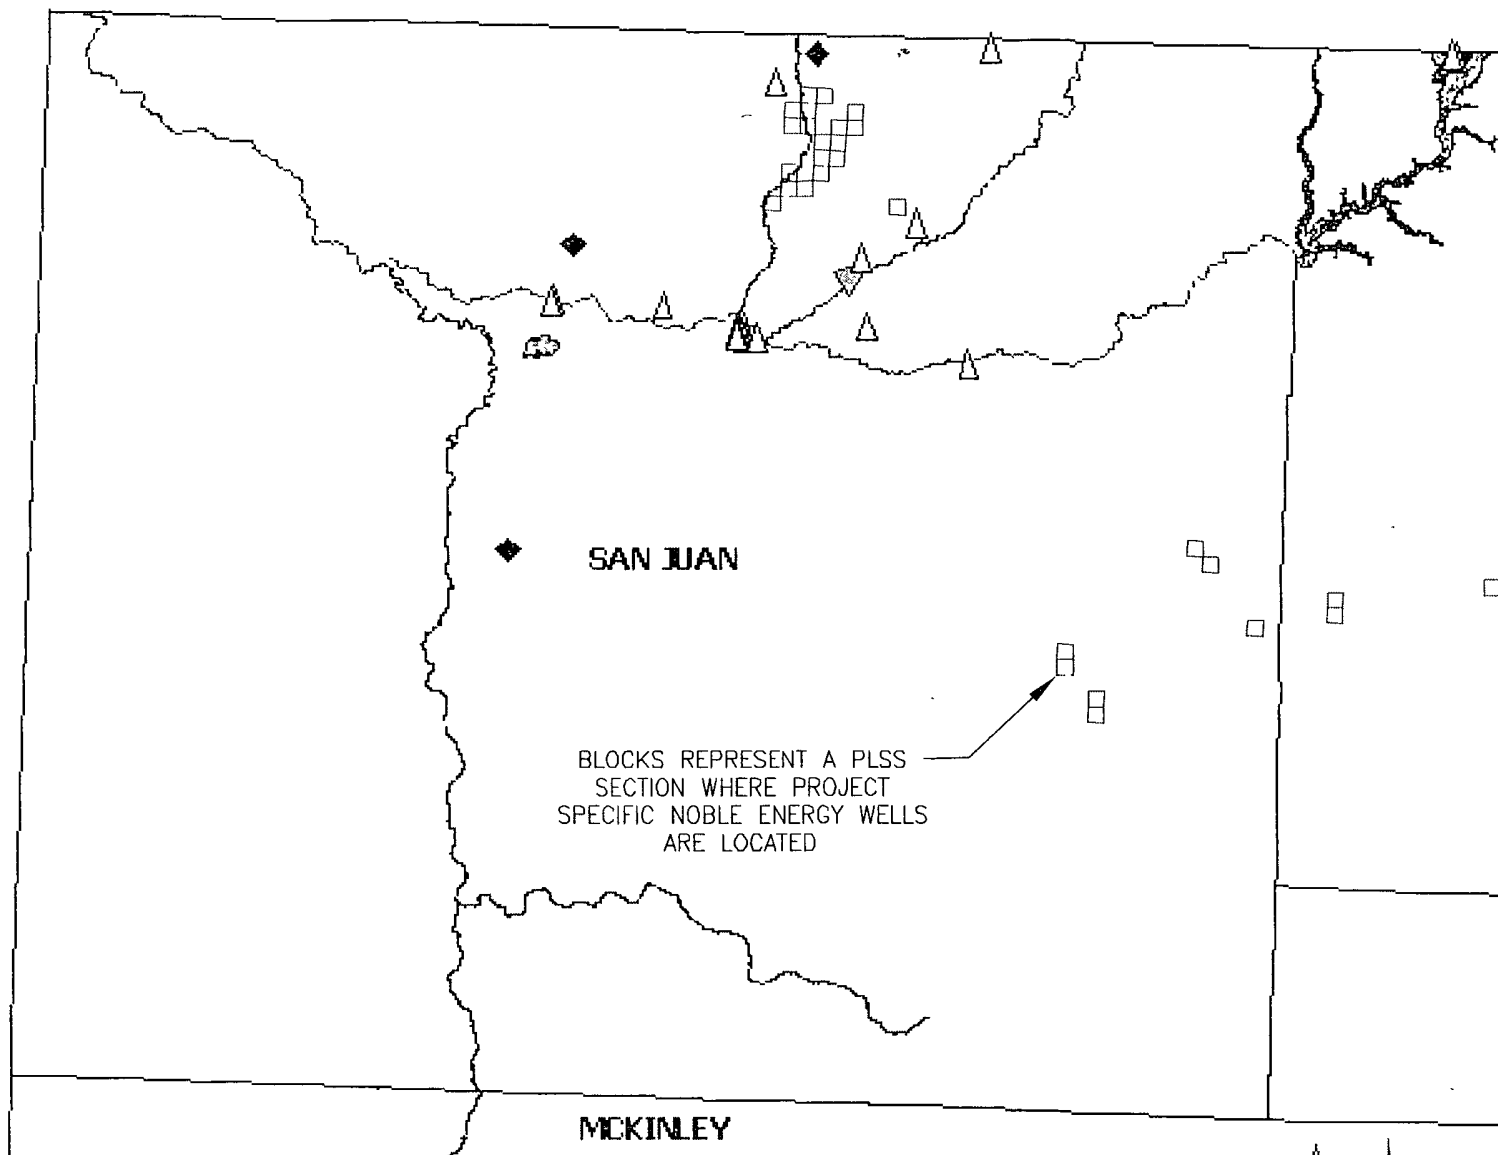 SAN JUAN
BLOCKS REPRESENT A PLSS
SECTION WHERE PROJECT
SPECIFIC NOBLE ENERGY WELLS
ARE LOCATED
MCKINLEY